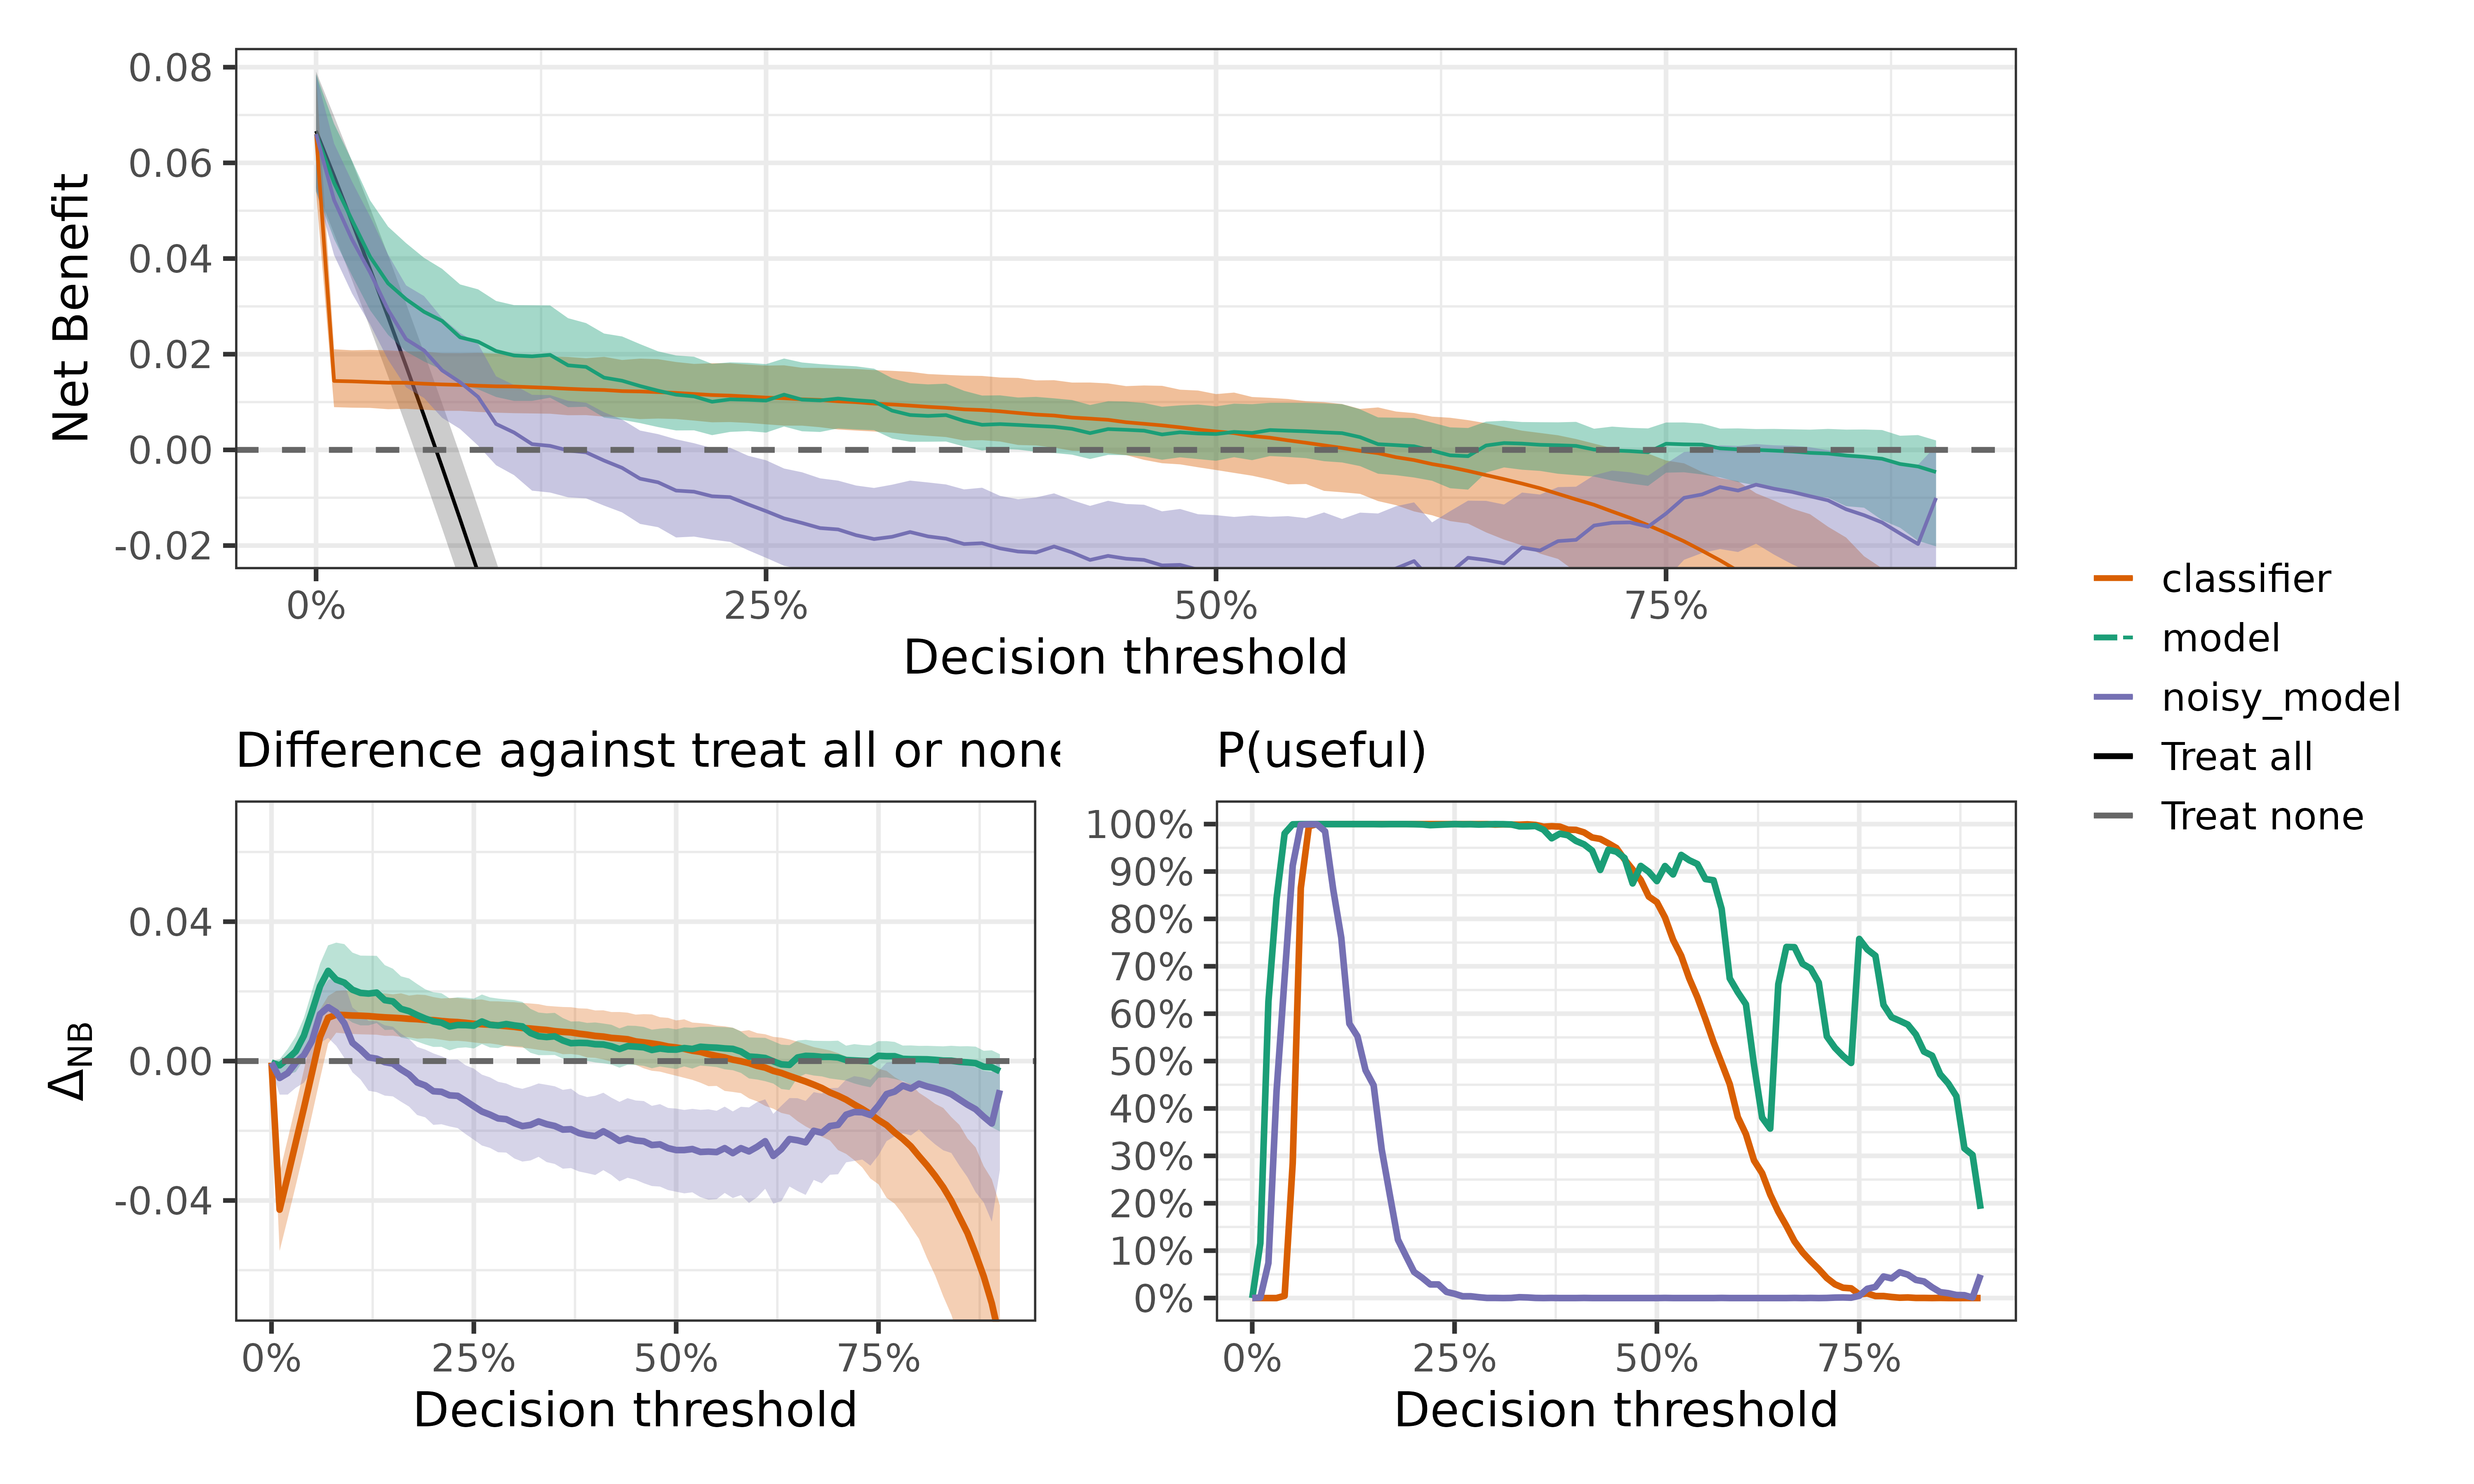 Net Benefit
0.08
0.06
0.04
0.02
0.00
-0.02
0%
25%
50%
75%
Decision threshold
classifier
model
noisy_model
Treat all
Treat none
Difference against treat all or none
ΔNB
0.04
0.00
-0.04
0%
25%
50%
75%
Decision threshold
P(useful)
100%
90%
80%
70%
60%
50%
40%
30%
20%
10%
0%
0%
25%
50%
75%
Decision threshold